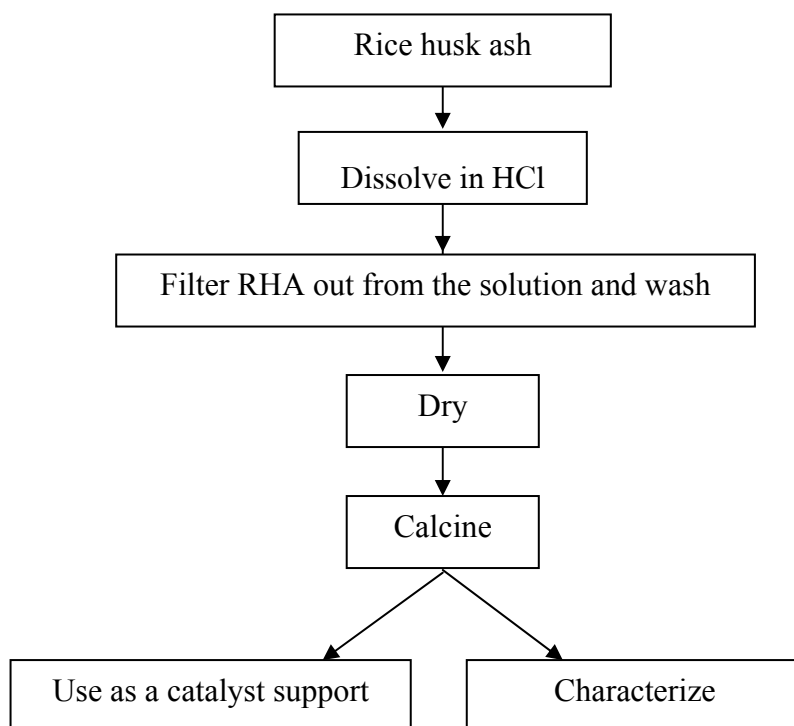 Rice husk ash
Dissolve in HCl
Filter RHA out from the solution and wash
Dry
Calcine
Use as a catalyst support
Characterize